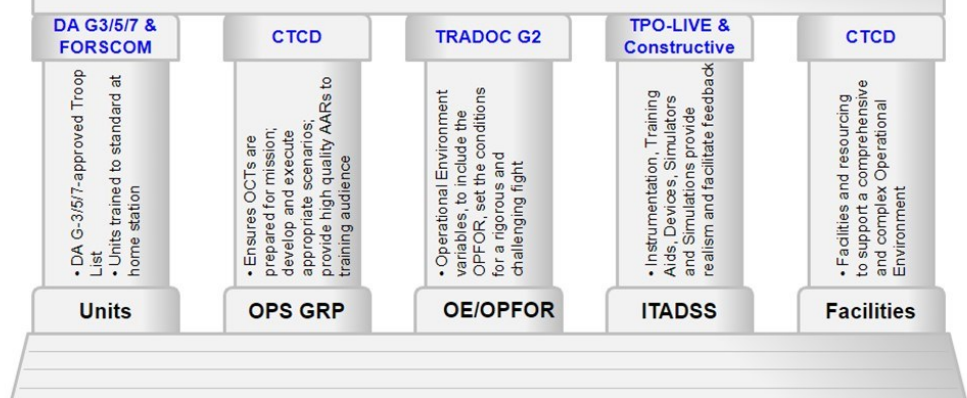 DA G3/5/7 &
FORSCOM
• DA G-3/5/7-approved Troop
List
• Units trained to standard at
home station
Units
CTCD
• Ensures OCTs are
prepared for mission;
develop and execute
appropriate scenarios;
provide high quality AARs to
training audience
OPS GRP
TRADOC G2
• Operational Environment
variables, to include the
OPFOR, set the conditions
for a rigorous and
challenging fight
OE/OPFOR
TPO-LIVE &
Constructive
• Instrumentation, Training
Aids, Devices, Simulators
and Simulations provide
realism and facilitate feedback
ITADSS
CTCD
• Facilities and resourcing
to support a comprehensive
and complex Operational
Environment
Facilities